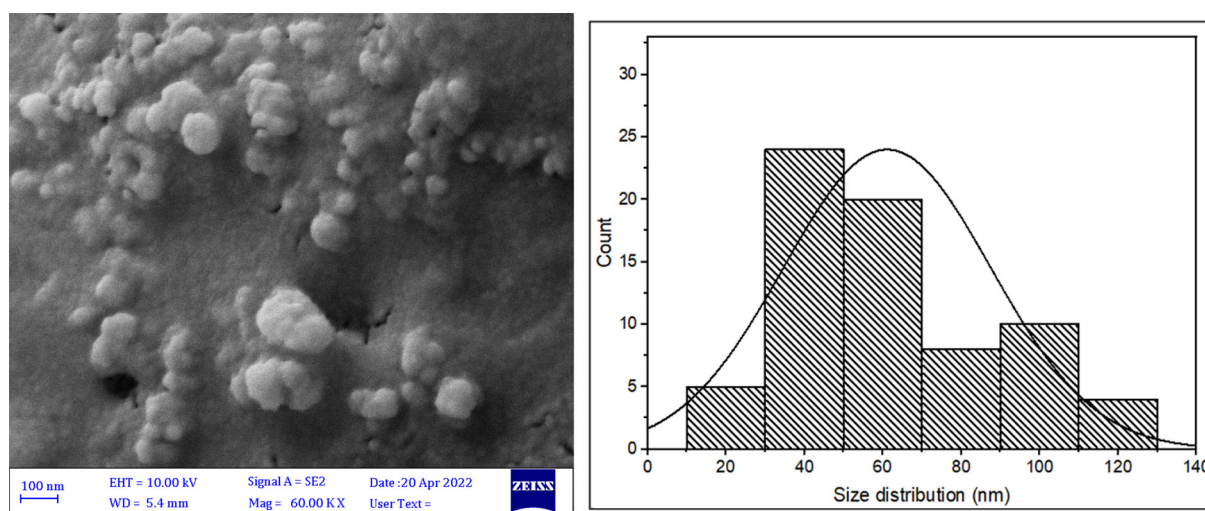 100 nm
EHT = 10.00 kV
Signal A = SE2
Date :20 Apr 2022
ZEISS
WD = 5.4 mm
Mag = 60.00 K X
User Text =
30
25
20
15
10
5
0
Count
0 20 40 60 80 100 120 140
Size distribution (nm)